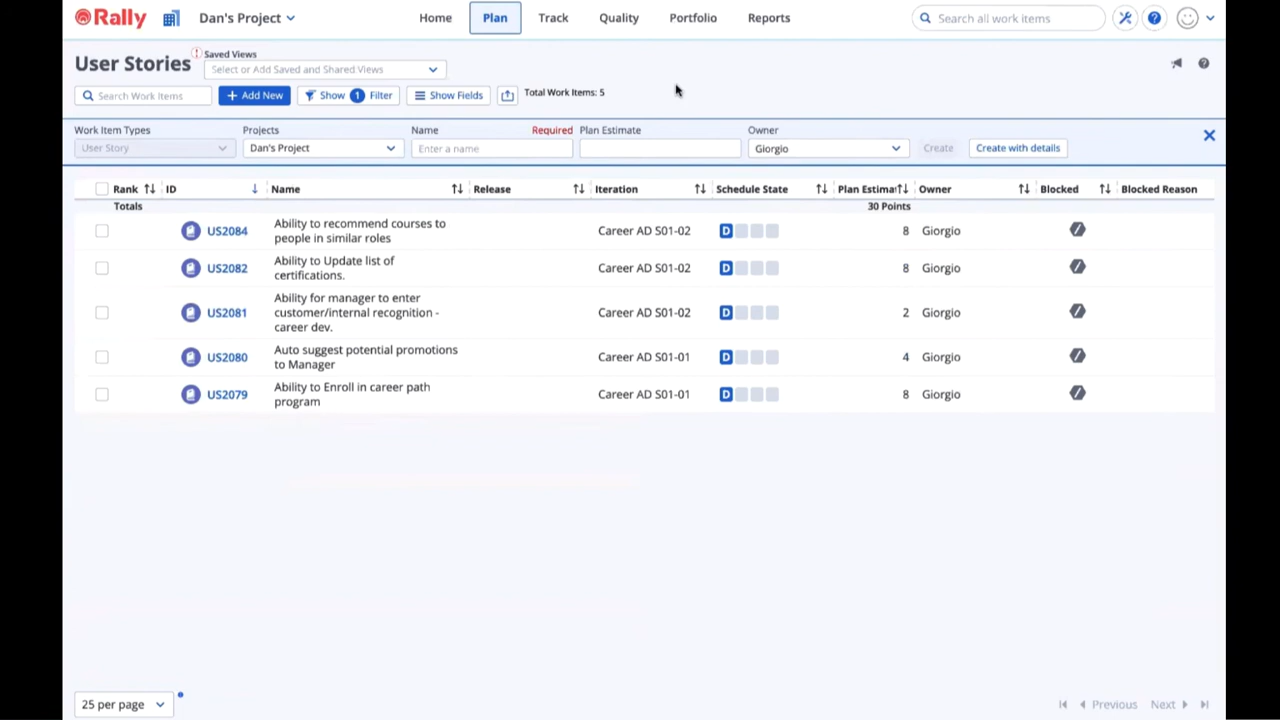 Rally Dan's Project Home Plan Track Quality Portfolio Reports Search all work items
User Stories
Saved Views
Select or Add Saved and Shared Views
Search Work Items Add New Show 1 Filter Show Fields Total Work Items: 5
Work Item Types Projects Name Required Plan Estimate Owner
User Story Dan's Project Enter a name Giorgio Create Create with details
Rank ID Name Release Iteration Schedule State Plan Estimat Owner Blocked Blocked Reason
Totals 30 Points
US2084 Ability to recommend courses to
people in similar roles
Career AD S01-02 D 8 Giorgio
US2082 Ability to Update list of
certifications.
Career AD S01-02 D 8 Giorgio
US2081 Ability for manager to enter
customer/internal recognition -
career dev.
Career AD S01-02 D 2 Giorgio
US2080 Auto suggest potential promotions
to Manager
Career AD S01-01 D 4 Giorgio
US2079 Ability to Enroll in career path
program
Career AD S01-01 D 8 Giorgio
25 per page Previous Next